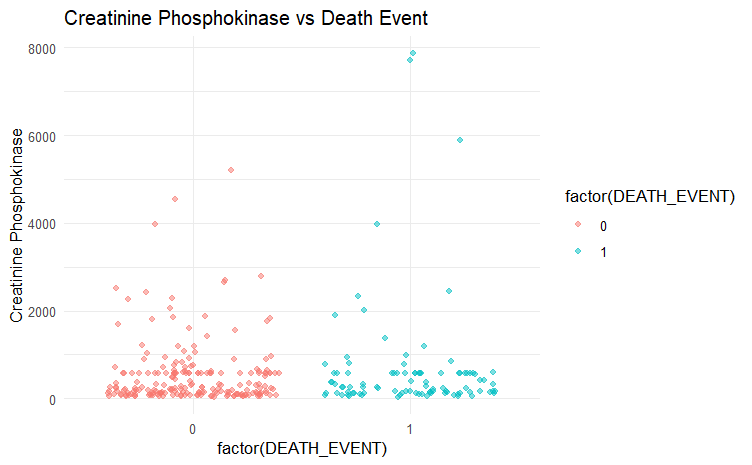 Creatinine Phosphokinase vs Death Event
Creatinine Phosphokinase
8000
6000
4000
2000
0
0
1
factor(DEATH_EVENT)
factor(DEATH_EVENT)
0
1